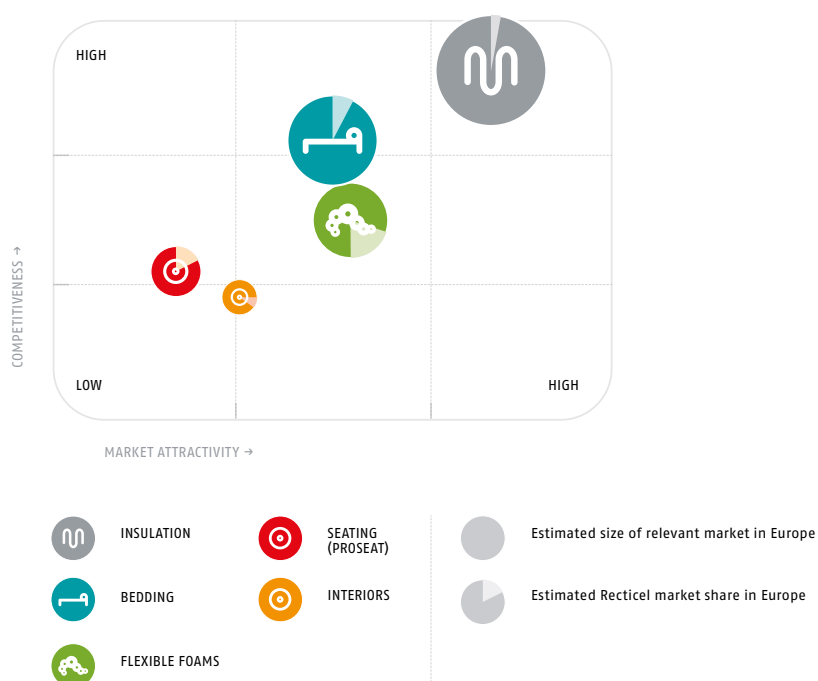 HIGH
COMPETITIVENESS →
LOW
HIGH
MARKET ATTRACTIVITY →
INSULATION
BEDDING
FLEXIBLE FOAMS
SEATING
(PROSEAT)
INTERIORS
Estimated size of relevant market in Europe
Estimated Recticel market share in Europe